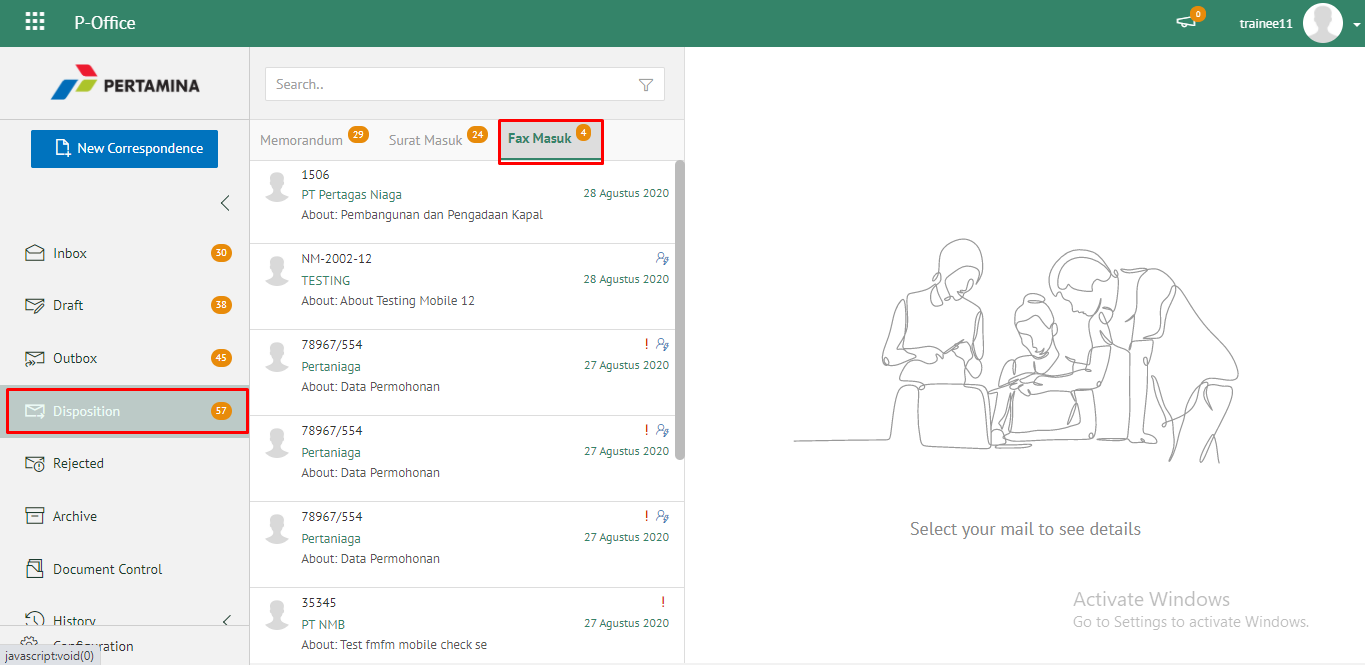 P-Office
0
trainee11
PERTAMINA
New Correspondence
Inbox 30
Draft 38
Outbox 45
Disposition 57
Rejected
Archive
Document Control
History
Configuration
javascript:void(0)
Search..
Memorandum 29 Surat Masuk 24 Fax Masuk 4
1506
PT Pertagas Niaga 28 Agustus 2020
About: Pembangunan dan Pengadaan Kapal
NM-2002-12
TESTING 28 Agustus 2020
About: About Testing Mobile 12
78967/554 !
Pertaniaga 27 Agustus 2020
About: Data Permohonan
78967/554 !
Pertaniaga 27 Agustus 2020
About: Data Permohonan
78967/554 !
Pertaniaga 27 Agustus 2020
About: Data Permohonan
35345 !
PT NMB 27 Agustus 2020
About: Test fmfm mobile check se
Select your mail to see details
Activate Windows
Go to Settings to activate Windows.